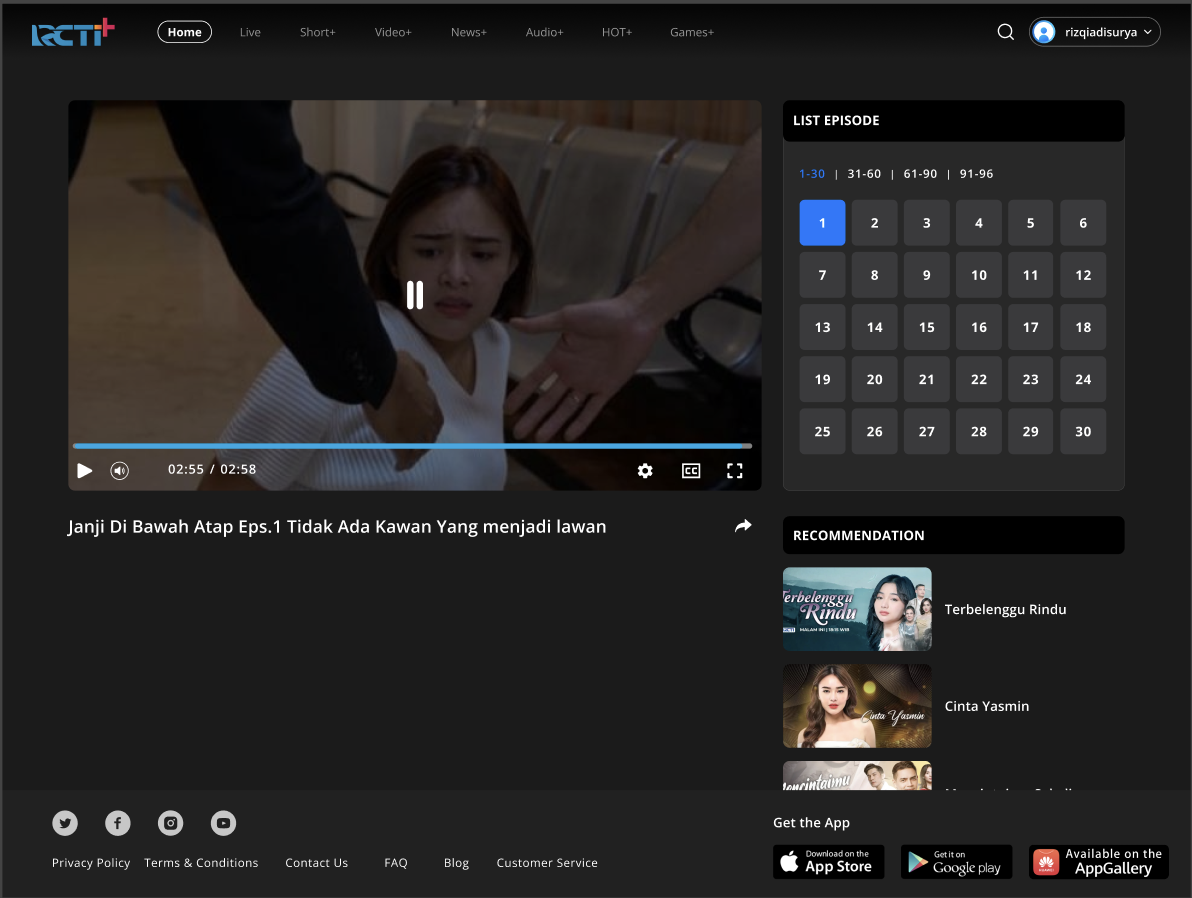 RCTI+
Home Live Short+ Video+ News+ Audio+ HOT+ Games+ rizqiadisurya
LIST EPISODE
1-30 | 31-60 | 61-90 | 91-96
1 2 3 4 5 6
7 8 9 10 11 12
13 14 15 16 17 18
19 20 21 22 23 24
25 26 27 28 29 30
02:55 / 02:58 CC
Janji Di Bawah Atap Eps.1 Tidak Ada Kawan Yang menjadi lawan
RECOMMENDATION
Terbelenggu
Rindu
RCTI MALAM INI | 18:15 WIB
Terbelenggu Rindu
Cinta Yasmin
Cinta Yasmin
Mencintaimu
Get the App
Privacy Policy Terms & Conditions Contact Us FAQ Blog Customer Service
Download on the
App Store
Get it on
Google play
HUAWEI
Available on the
AppGallery